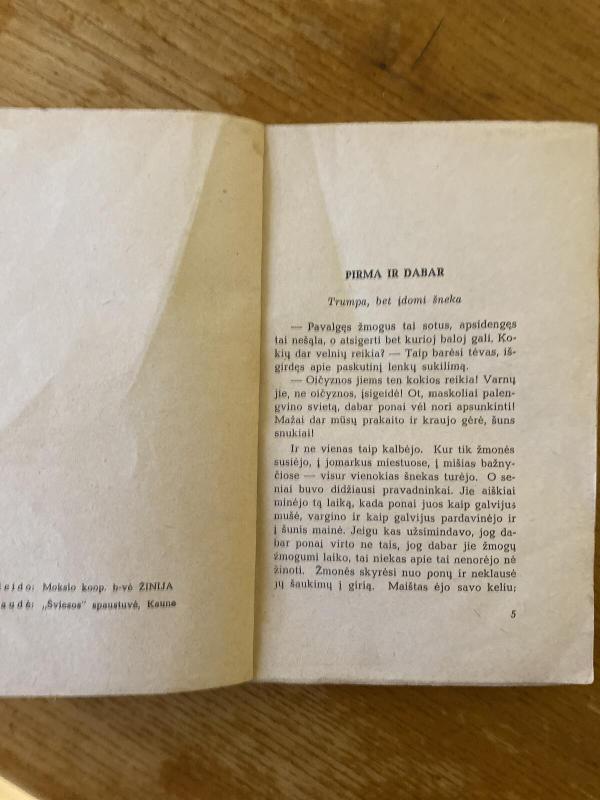 eido: Mokslo koop. b-vė ŽINIJA
audė: „Šviesos" spaustuvė, Kaune
PIRMA IR DABAR
Trumpa, bet įdomi šneka
— Pavalgęs žmogus tai sotus, apsidengęs
tai nešąla, o atsigerti bet kurioj baloj gali. Ko-
kių dar velnių reikia? — Taip barėsi tėvas, iš-
girdęs apie paskutinį lenkų sukilimą.
— Oičyznos jiems ten kokios reikia! Varnų
jie, ne oičyznos, įsigeidė! Ot, maskoliai palen-
gvino svietą, dabar ponai vėl nori apsunkinti!
Mažai dar mūsų prakaito ir kraujo gėrė, šuns
snukiai!
Ir ne vienas taip kalbėjo. Kur tik žmonės
susiėjo, į jomarkus miestuose, į mišias bažny-
čiose — visur vienokias šnekas turėjo. O se-
niai buvo didžiausi pravadninkai. Jie aiškiai
minėjo tą laiką, kada ponai juos kaip galvijus
mušė, vargino ir kaip galvijus pardavinėjo ir
į šunis mainė. Jeigu kas užsimindavo, jog da-
bar ponai virto ne tais, jog dabar jie žmogų
žmogumi laiko, tai niekas apie tai nenorėjo nė
žinoti. Žmonės skyrėsi nuo ponų ir neklausė
jų šaukimų į girią. Maištas ėjo savo keliu;
5